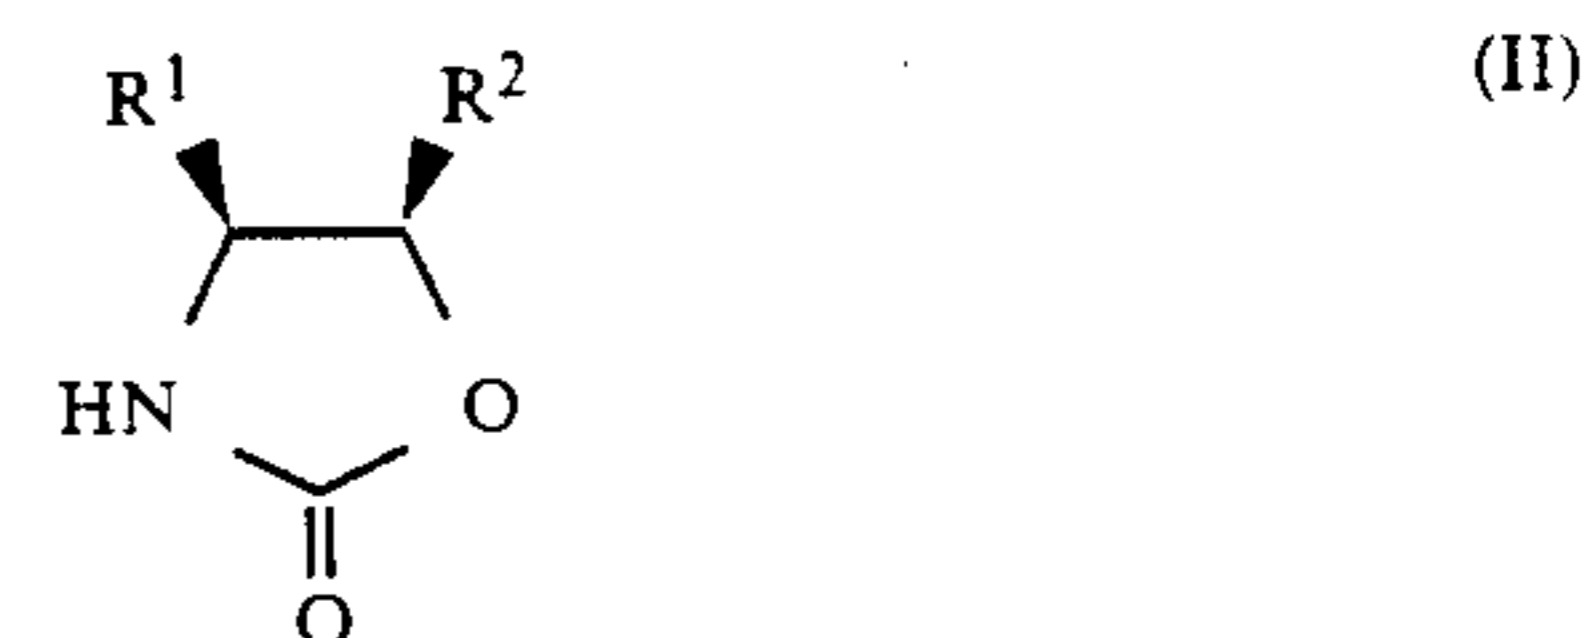 R¹ R² (II)
HN O
O